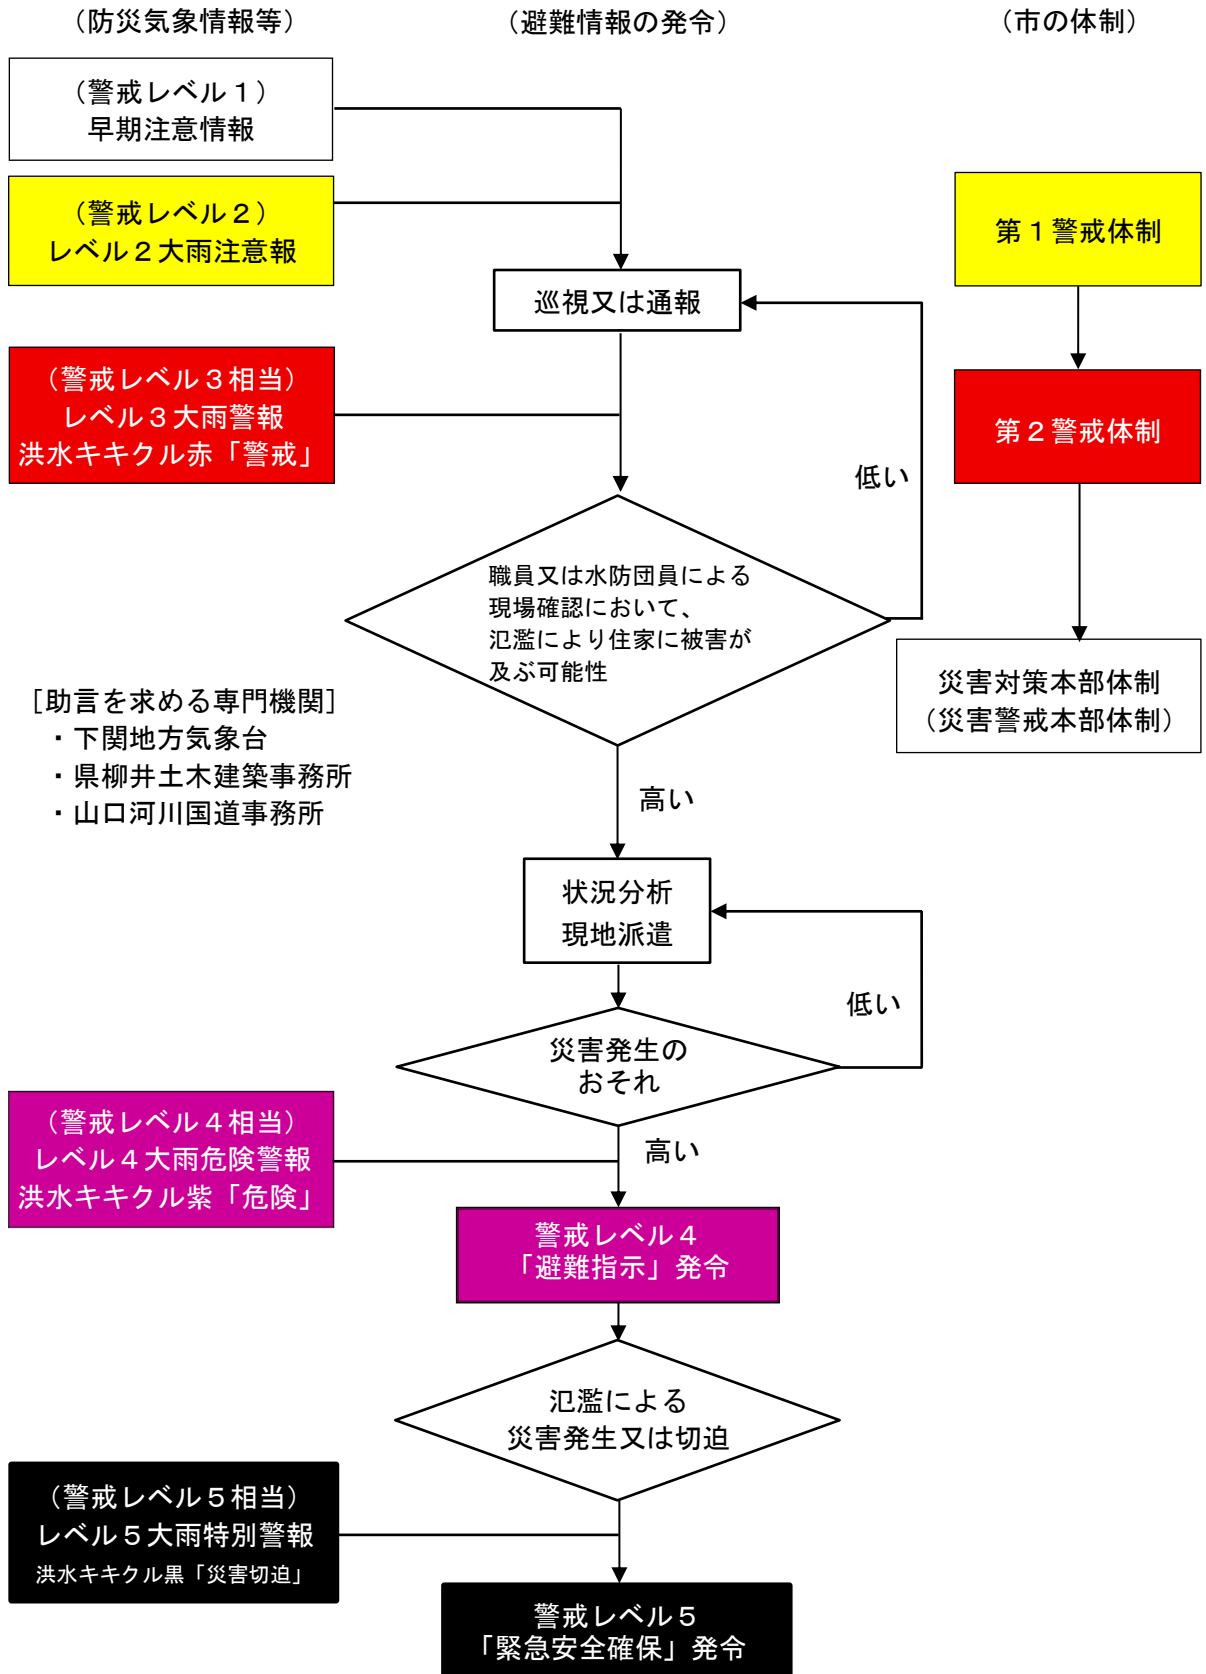 （防災気象情報等）
（避難情報の発令）
（市の体制）
（警戒レベル１）
早期注意情報
（警戒レベル２）
レベル２大雨注意報
第１警戒体制
巡視又は通報
（警戒レベル３相当）
レベル３大雨警報
洪水キキクル赤「警戒」
第２警戒体制
低い
職員又は水防団員による
現場確認において、
氾濫により住家に被害が
及ぶ可能性
災害対策本部体制
（災害警戒本部体制）
［助言を求める専門機関］
・下関地方気象台
・県柳井土木建築事務所
・山口河川国道事務所
高い
状況分析
現地派遣
低い
災害発生の
おそれ
（警戒レベル４相当）
レベル４大雨危険警報
洪水キキクル紫「危険」
高い
警戒レベル４
「避難指示」発令
氾濫による
災害発生又は切迫
（警戒レベル５相当）
レベル５大雨特別警報
洪水キキクル黒「災害切迫」
警戒レベル５
「緊急安全確保」発令